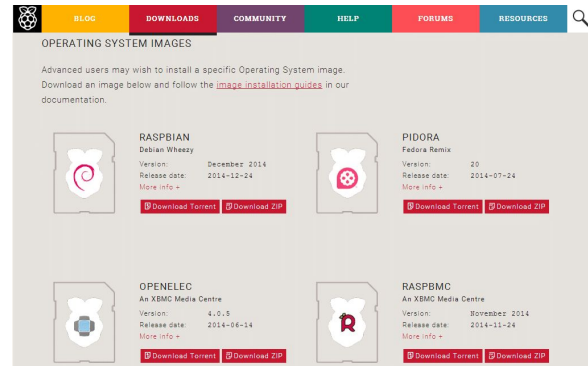 BLOG DOWNLOADS COMMUNITY HELP FORUMS RESOURCES
OPERATING SYSTEM IMAGES
Advanced users may wish to install a specific Operating System image.
Download an image below and follow the image installation guides in our
documentation.
RASPBIAN
Debian Wheezy
Version: December 2014
Release date: 2014-12-24
More info +
Download Torrent Download ZIP
PIDORA
Fedora Remix
Version: 20
Release date: 2014-07-24
More info +
Download Torrent Download ZIP
OPENELEC
An XBMC Media Centre
Version: 4.0.5
Release date: 2014-06-14
More info +
Download Torrent Download ZIP
RASPBMC
An XBMC Media Centre
Version: November 2014
Release date: 2014-11-24
More info +
Download Torrent Download ZIP